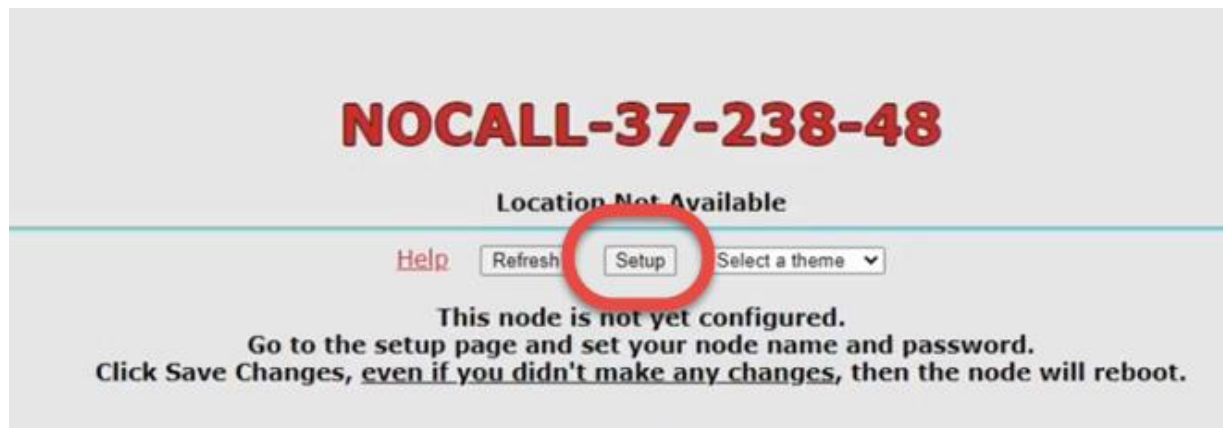 NOCALL-37-238-48
Location Not Available
Help Refresh Setup Select a theme
This node is not yet configured.
Go to the setup page and set your node name and password.
Click Save Changes, even if you didn't make any changes, then the node will reboot.